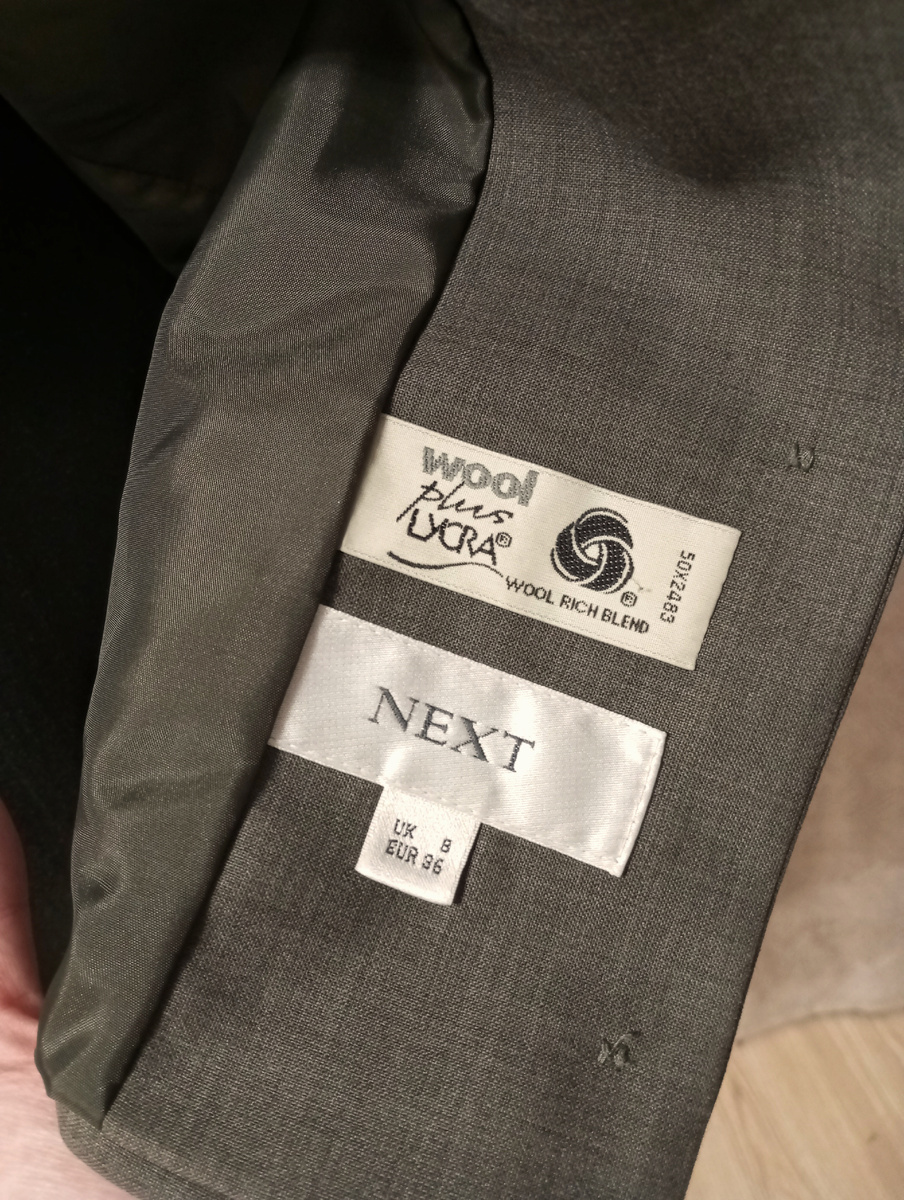 wool
plus
LYCRA®
®
WOOL RICH BLEND
50X2483
NEXT
UK 8
EUR 36